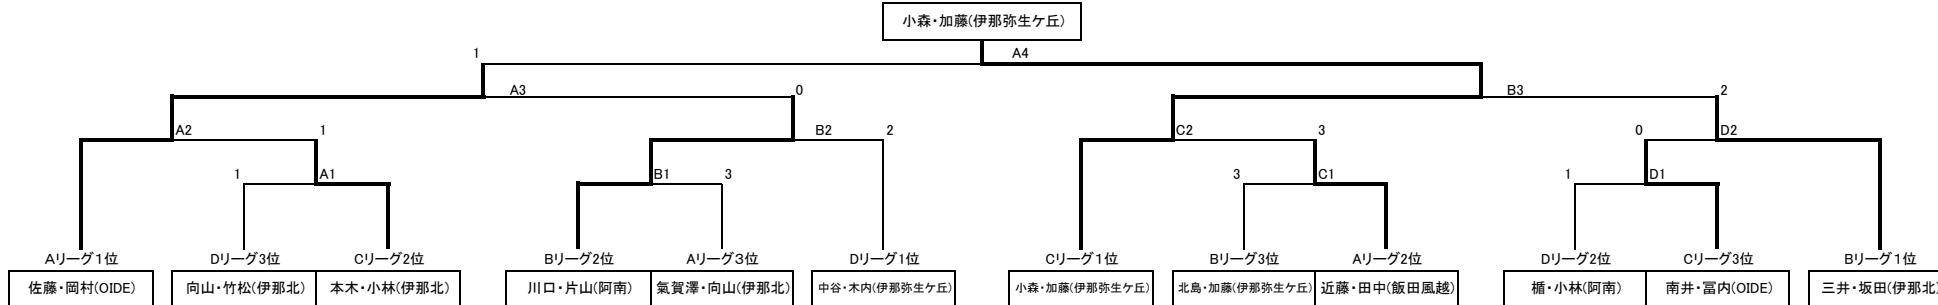 小森・加藤(伊那弥生ケ丘)
1 A4
A3 0 B3 2
A2 1 B2 2 C2 3 0 D2
1 A1 B1 3 3 C1 1 D1
Aリーグ1位 Dリーグ3位 Cリーグ2位 Bリーグ2位 Aリーグ3位 Dリーグ1位 Cリーグ1位 Bリーグ3位 Aリーグ2位 Dリーグ2位 Cリーグ3位 Bリーグ1位
佐藤・岡村(OIDE) 向山・竹松(伊那北) 本木・小林(伊那北) 川口・片山(阿南) 氣賀澤・向山(伊那北) 中谷・木内(伊那弥生ケ丘) 小森・加藤(伊那弥生ケ丘) 北島・加藤(伊那弥生ケ丘) 近藤・田中(飯田風越) 楯・小林(阿南) 南井・冨内(OIDE) 三井・坂田(伊那北)